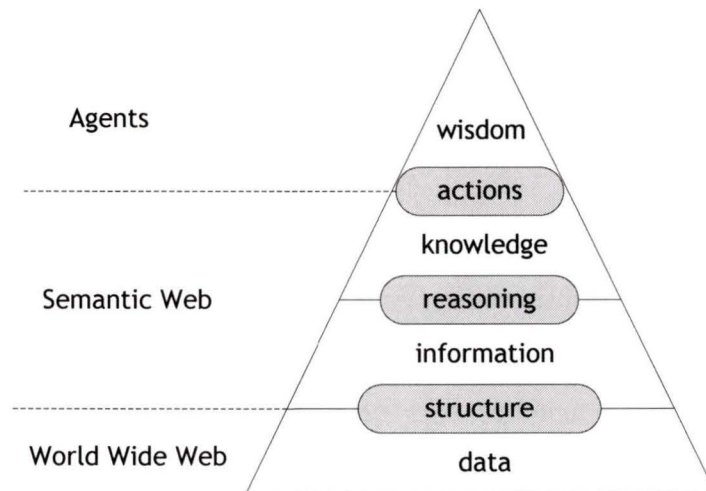 Agents
wisdom
actions
knowledge
Semantic Web
reasoning
information
structure
World Wide Web
data